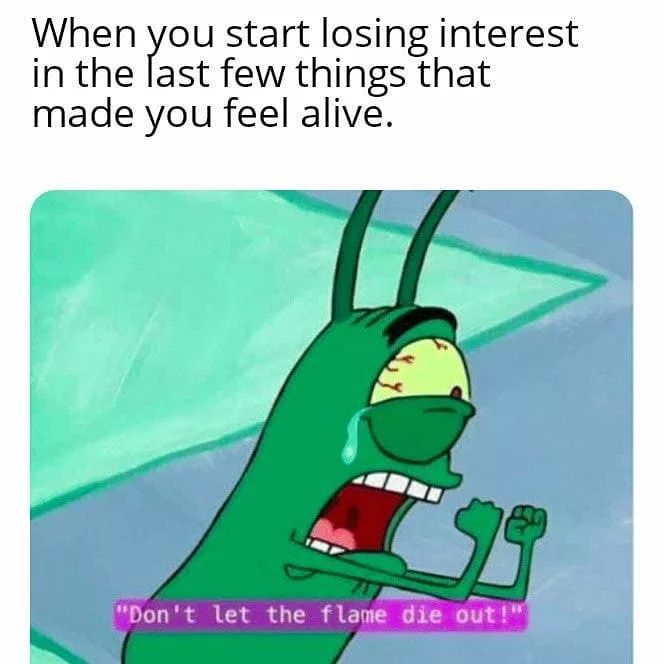 When you start losing interest
in the last few things that
made you feel alive.
"Don't let the flame die out!"